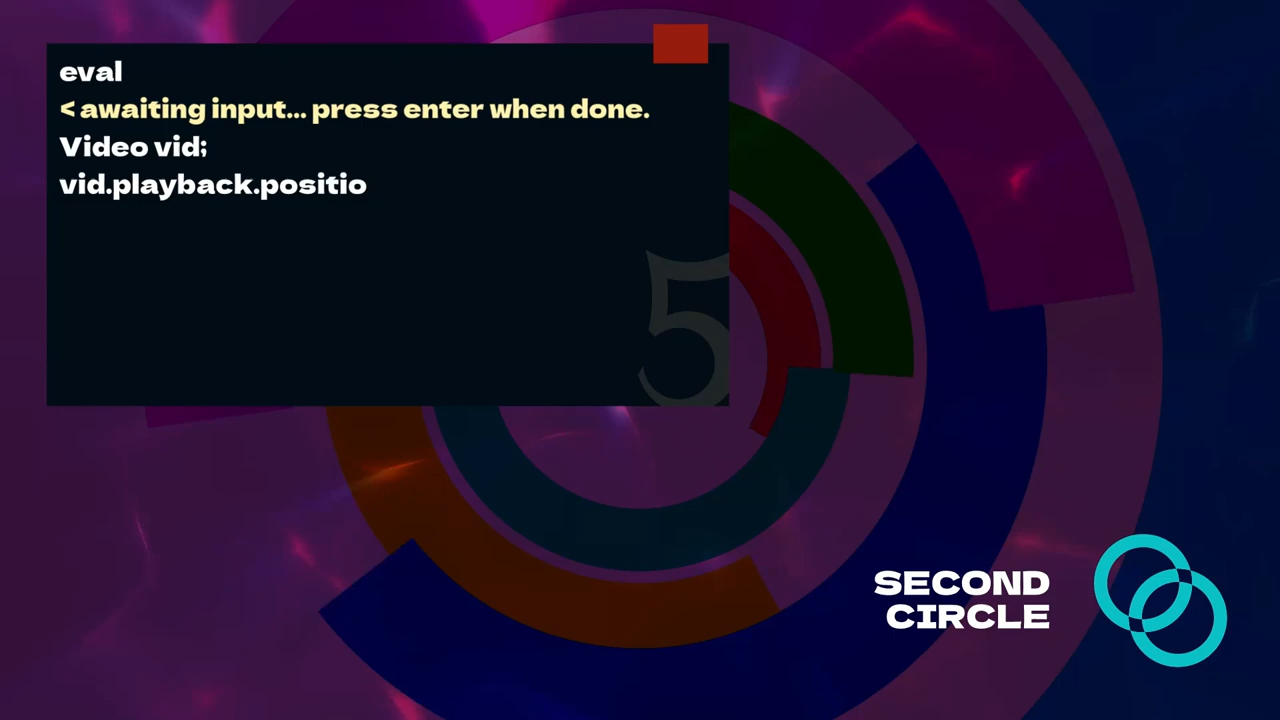 eval
< awaiting input... press enter when done.
Video vid;
vid.playback.positio
5
SECOND
CIRCLE